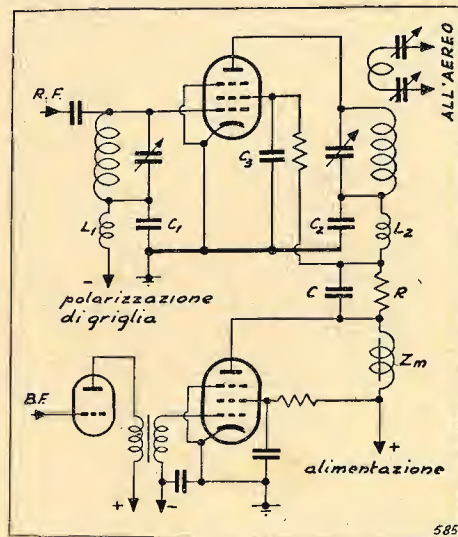 R.F.
ALL'AEREO
C3
L1
C1
C2
L2
-
polarizzazione
di griglia
C
R
Zm
B.F.
+
-
+
alimentazione
585